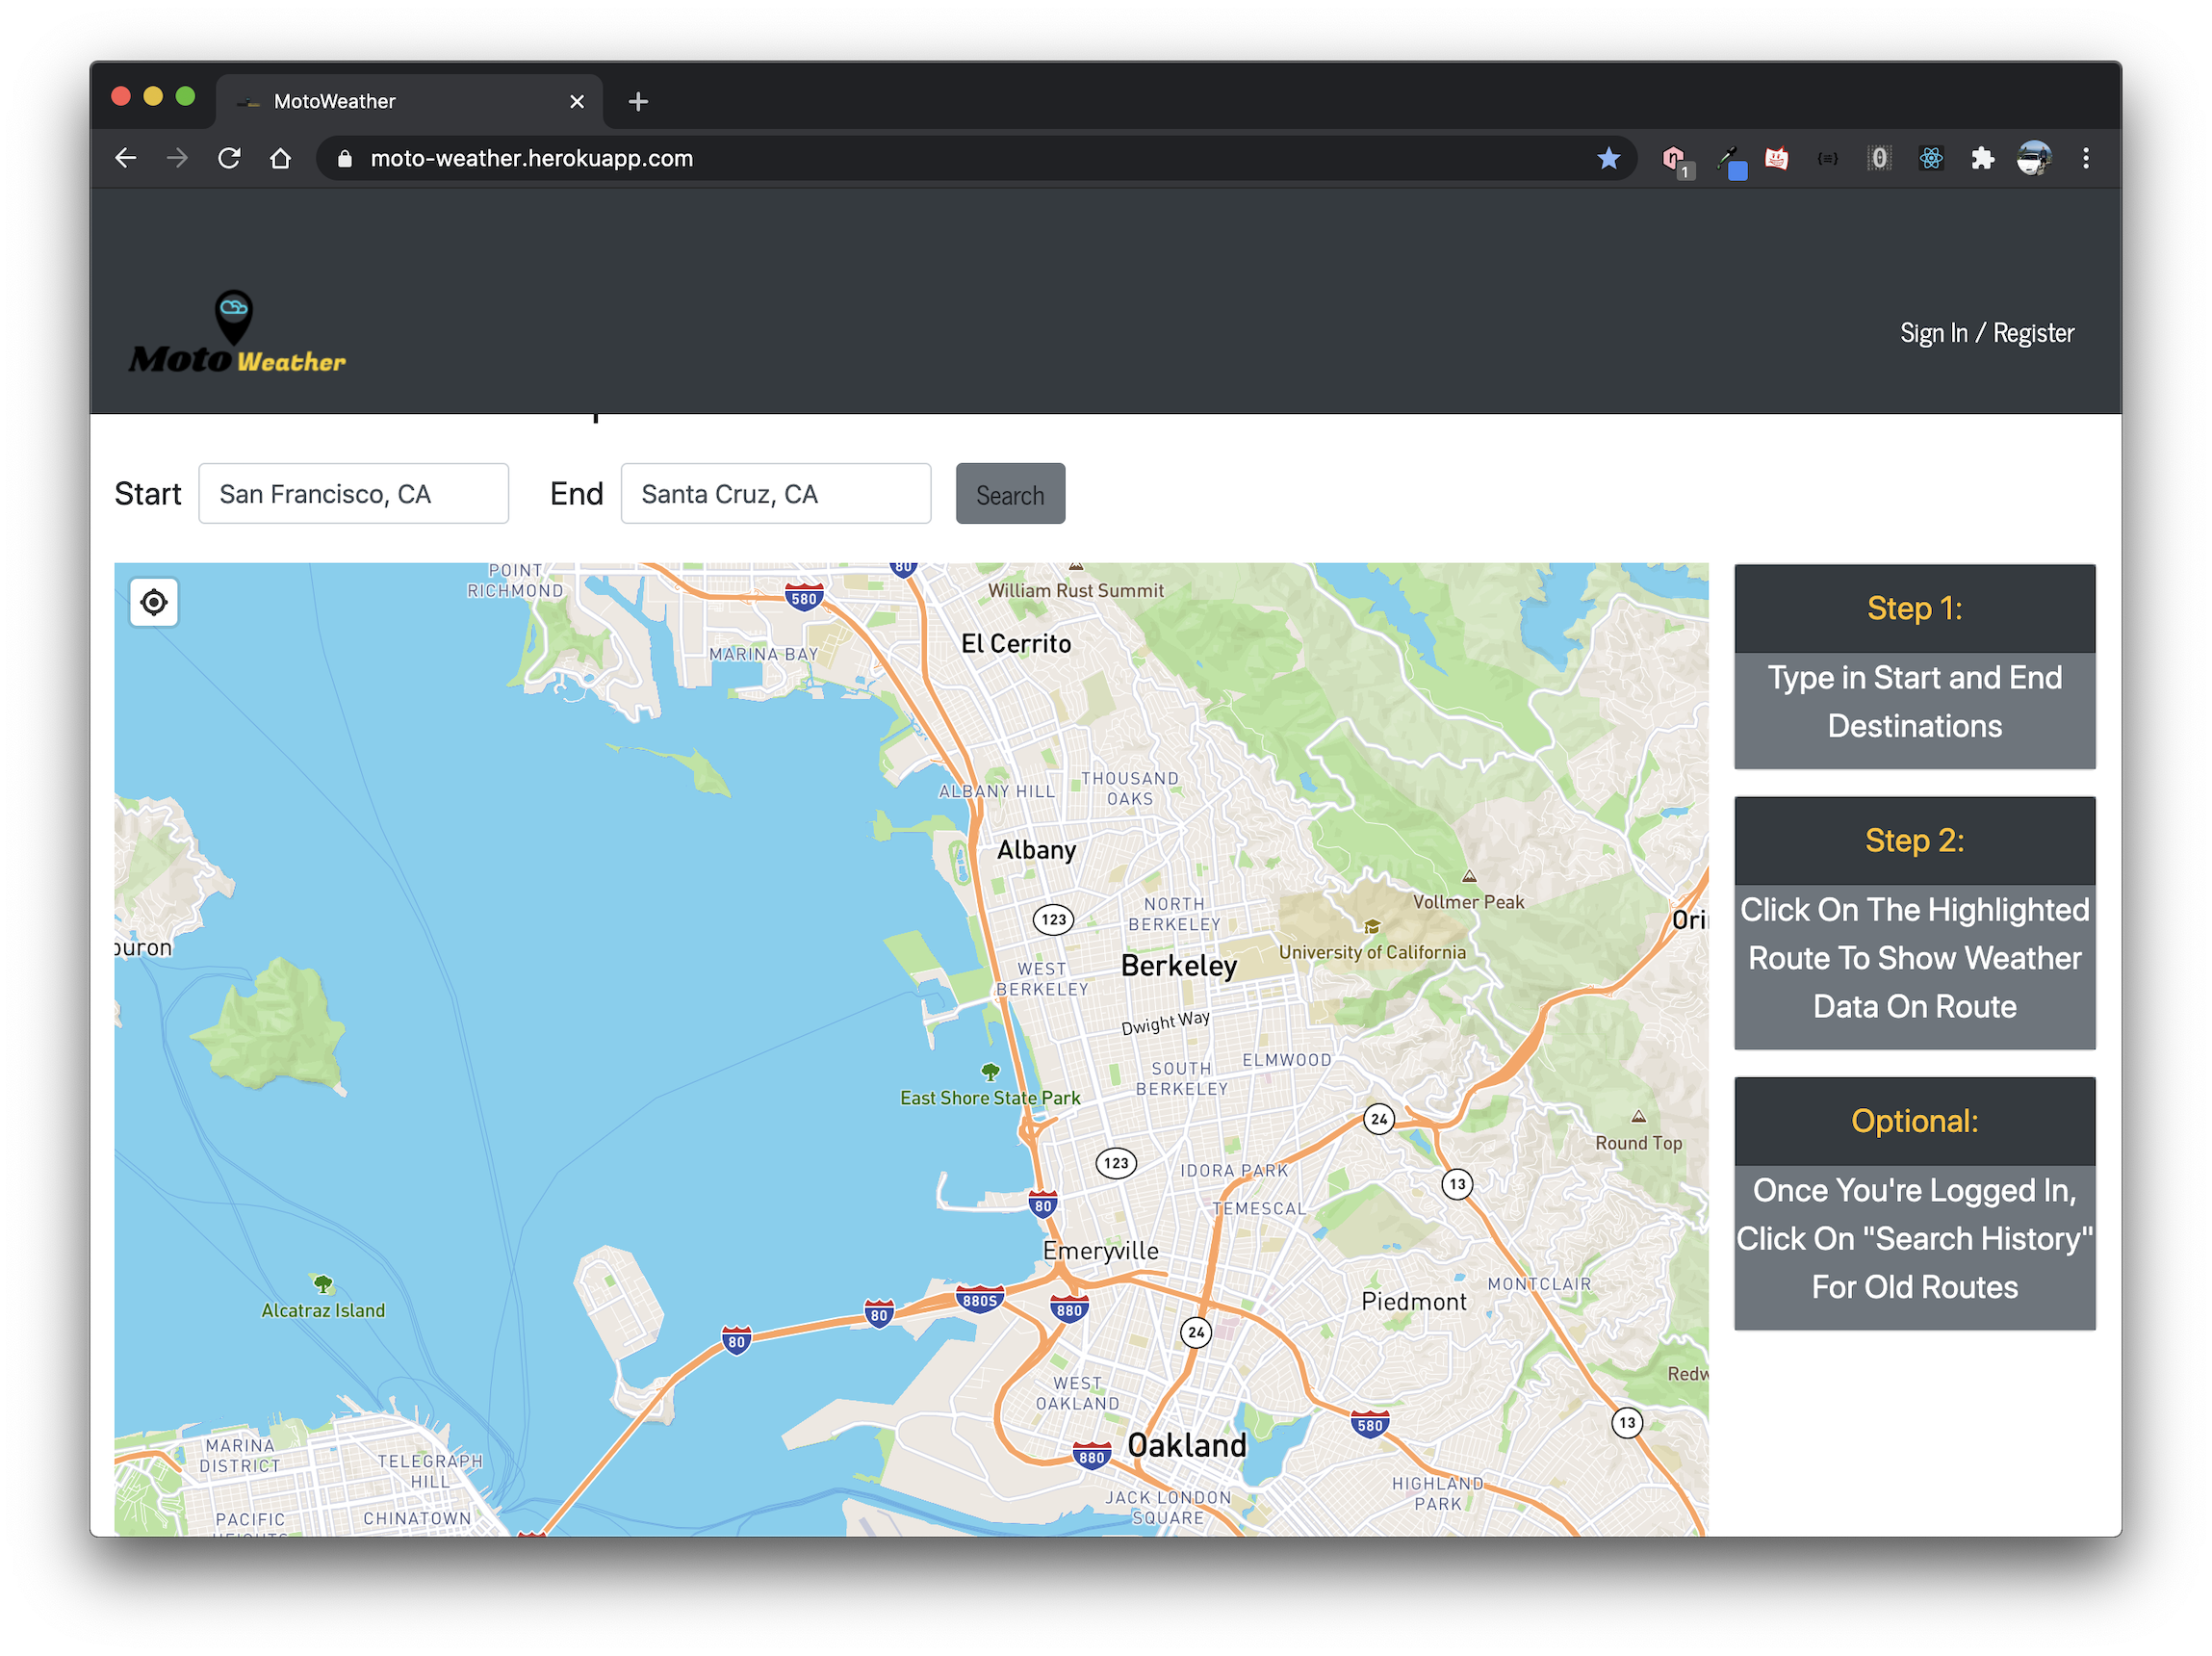 MotoWeather
moto-weather.herokuapp.com
1
Moto Weather
Sign In / Register
Start San Francisco, CA End Santa Cruz, CA Search
POINT
RICHMOND
580
80
William Rust Summit
El Cerrito
MARINA BAY
THOUSAND
OAKS
ALBANY HILL
Albany
123
NORTH
BERKELEY
Vollmer Peak
University of California
WEST
BERKELEY
Berkeley
Dwight Way
SOUTH
BERKELEY
ELMWOOD
East Shore State Park
24
Round Top
123
IDORA PARK
13
80
TEMESCAL
Emeryville
MONTCLAIR
Alcatraz Island
80
80
880S
880
24
Piedmont
WEST
OAKLAND
580
13
Oakland
880
MARINA
DISTRICT
TELEGRAPH
HILL
HIGHLAND
PARK
JACK LONDON
SQUARE
PACIFIC
CHINATOWN
Step 1:
Type in Start and End
Destinations
Step 2:
Click On The Highlighted
Route To Show Weather
Data On Route
Optional:
Once You're Logged In,
Click On "Search History"
For Old Routes